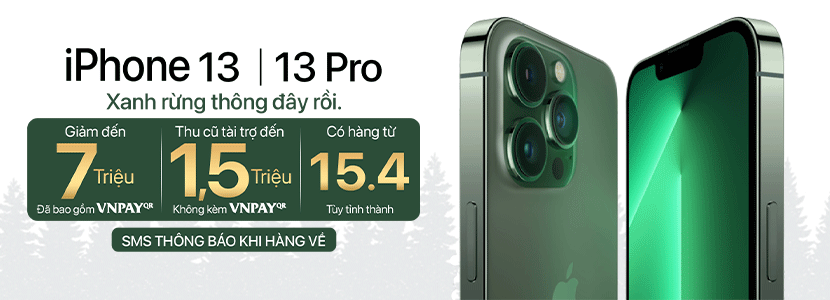 iPhone 13 | 13 Pro
Xanh rừng thông đây rồi.
Giảm đến
7 Triệu
Đã bao gồm VNPAYQR
Thu cũ tài trợ đến
1,5 Triệu
Không kèm VNPAYQR
Có hàng từ
15.4
Tùy tỉnh thành
SMS THÔNG BÁO KHI HÀNG VỀ